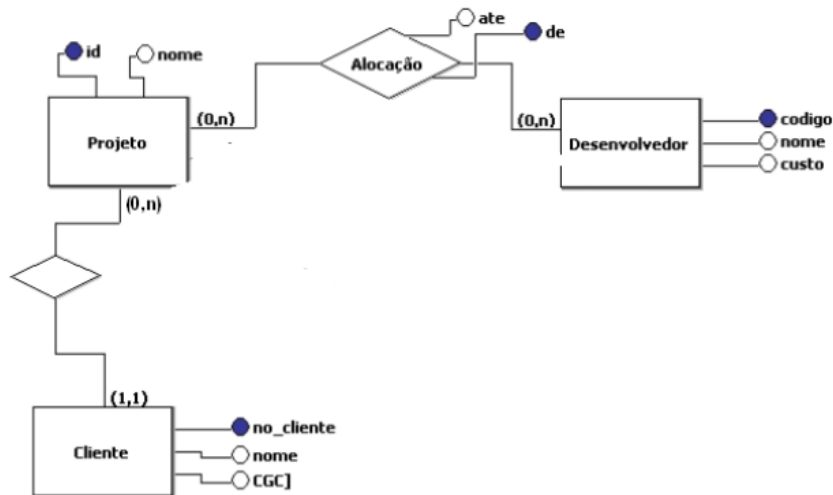 ate
de
id
nome
Alocação
(0,n)
(0,n)
codigo
Projeto
Desenvolvedor
nome
custo
(0,n)
(1,1)
no_cliente
Cliente
nome
CGC]